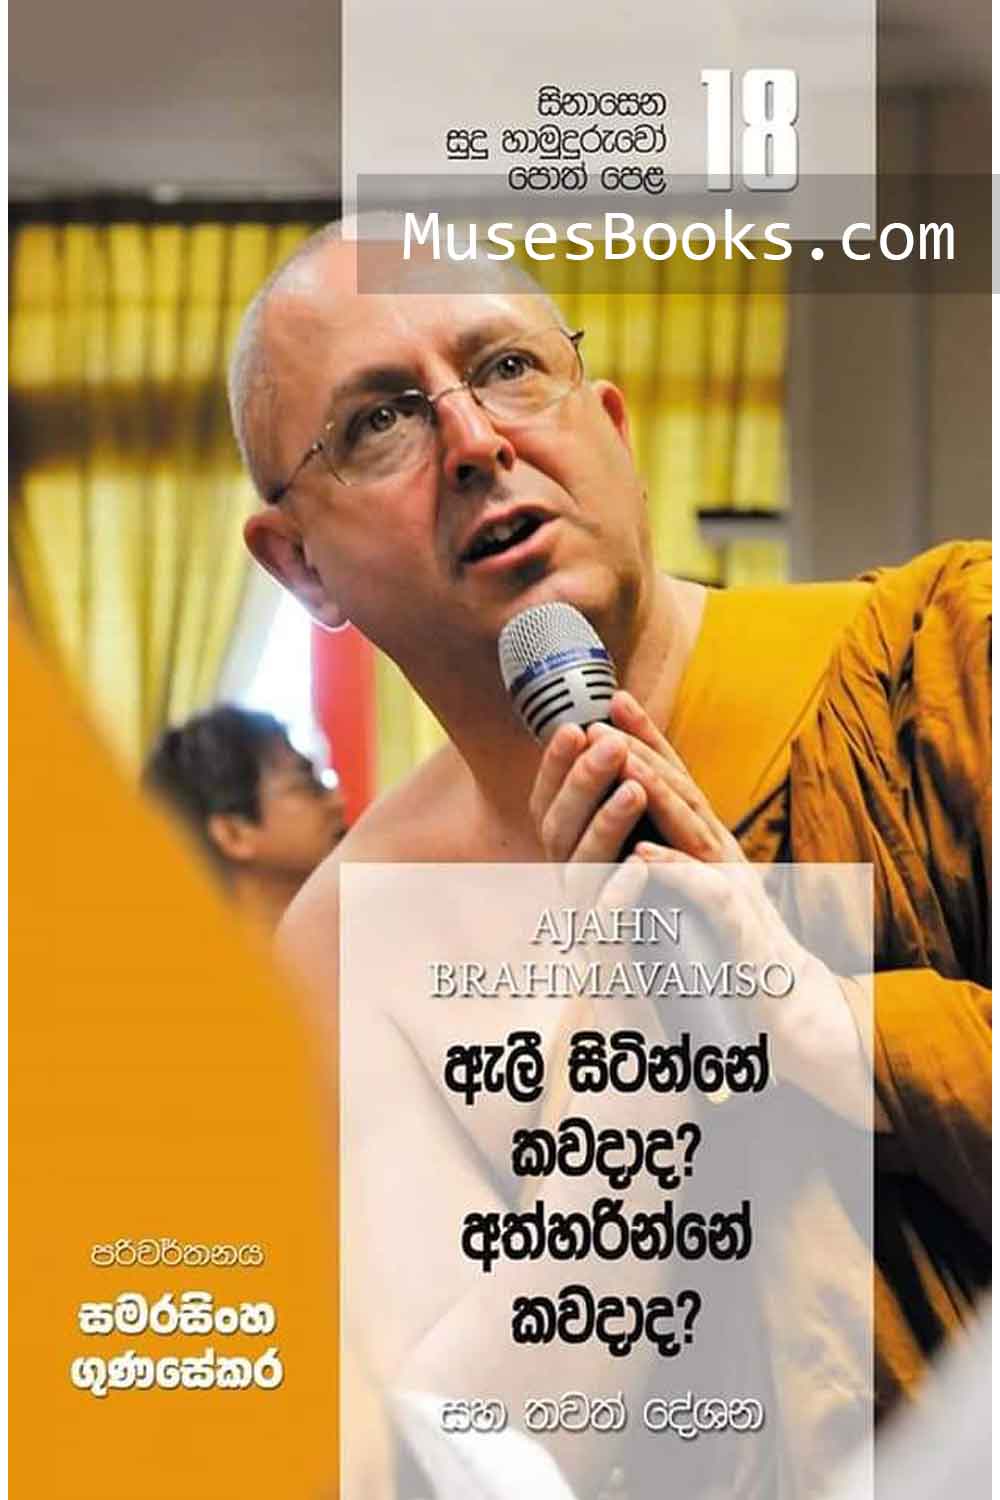 සිනාසෙන
සුදු හාමුදුරුවෝ
පොත් පෙළ
18
MusesBooks.com
AJAHN
BRAHMAVAMSO
ඇලී සිටින්නේ
කවදාද?
අත්හරින්නේ
කවදාද?
සහ තවත් දේශන
පරිවර්තනය
සමරසිංහ
ගුණසේකර